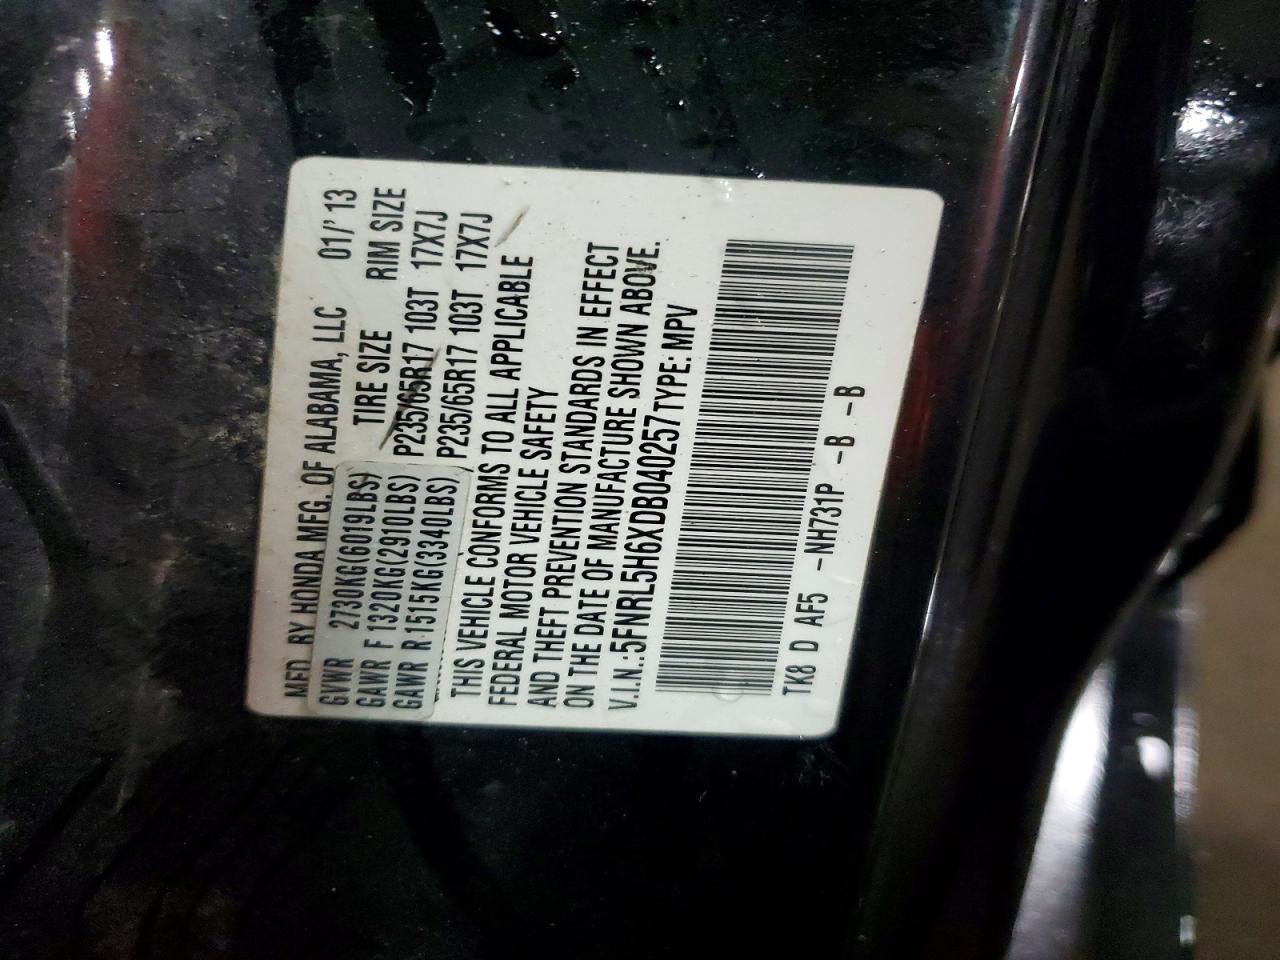 MFD. BY HONDA MFG. OF ALABAMA, LLC 01/'13
TIRE SIZE RIM SIZE
GVWR 2730KG(6019LBS)
GAWR F 1320KG(2910LBS) P235/65R17 103T 17X7J
GAWR R 1515KG(3340LBS) P235/65R17 103T 17X7J
THIS VEHICLE CONFORMS TO ALL APPLICABLE
FEDERAL MOTOR VEHICLE SAFETY
AND THEFT PREVENTION STANDARDS IN EFFECT
ON THE DATE OF MANUFACTURE SHOWN ABOVE.
V.I.N.:5FNRL5H6XDB040257 TYPE: MPV
TK8 D AF5 -NH731P -B -B